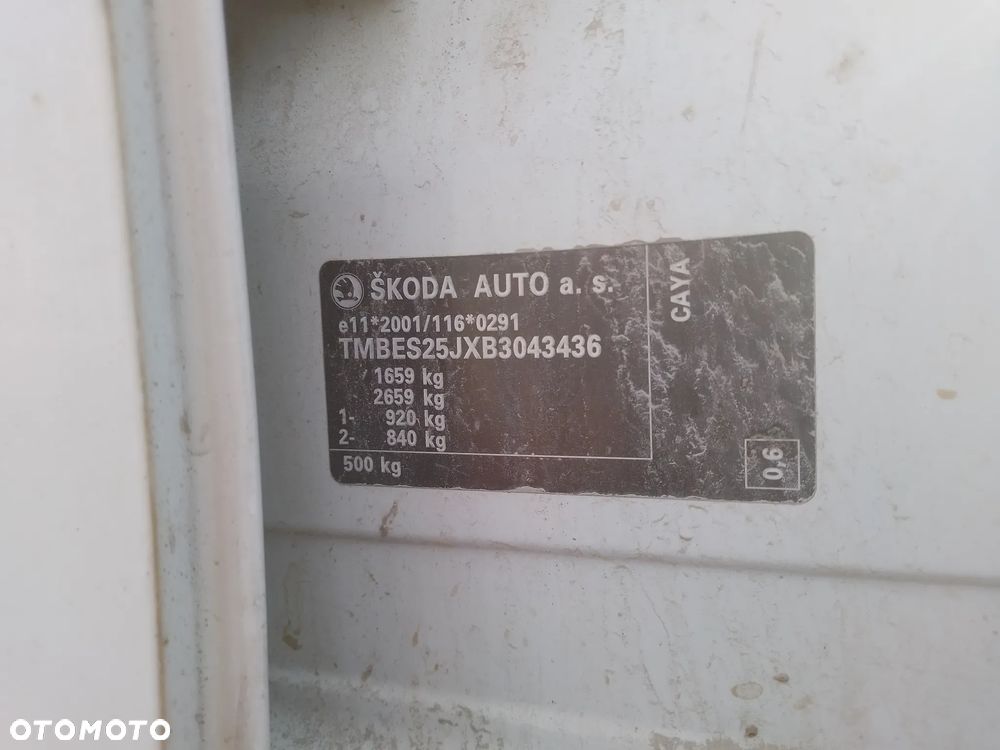 ŠKODA AUTO a. s.
e11*2001/116*0291
TMBES25JXB3043436
1659 kg
2659 kg
1- 920 kg
2- 840 kg
500 kg
CAYA
0,6
OTOMOTO